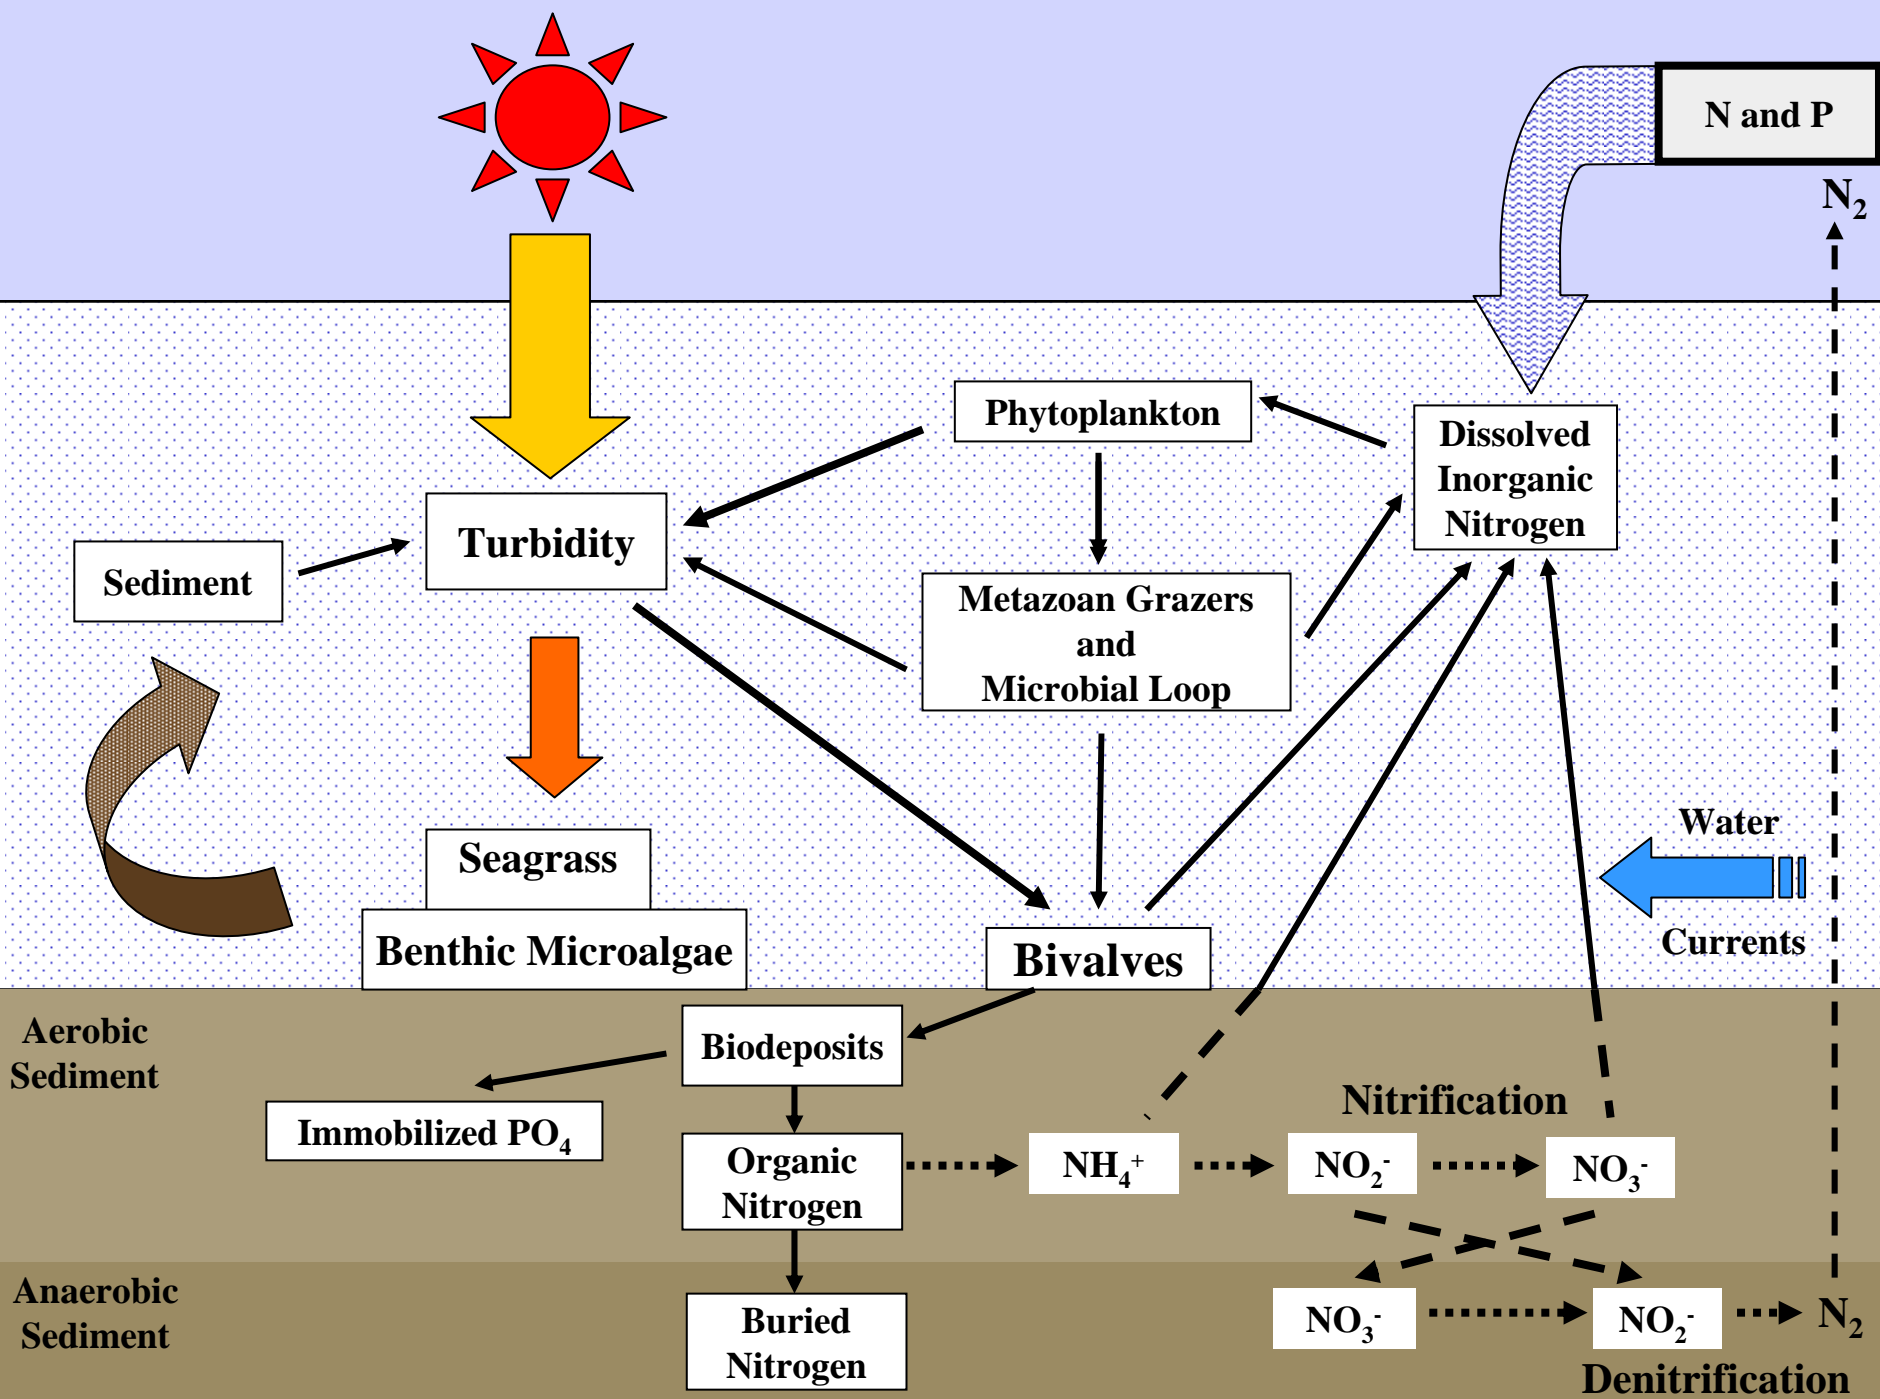 N and P
N₂
Phytoplankton
Dissolved
Inorganic
Nitrogen
Turbidity
Sediment
Metazoan Grazers
and
Microbial Loop
Water
Currents
Seagrass
Benthic Microalgae
Bivalves
Aerobic
Sediment
Biodeposits
Immobilized PO₄
Nitrification
Organic
Nitrogen
NH₄⁺
NO₂⁻
NO₃⁻
Anaerobic
Sediment
Buried
Nitrogen
NO₃⁻
NO₂⁻
N₂
Denitrification